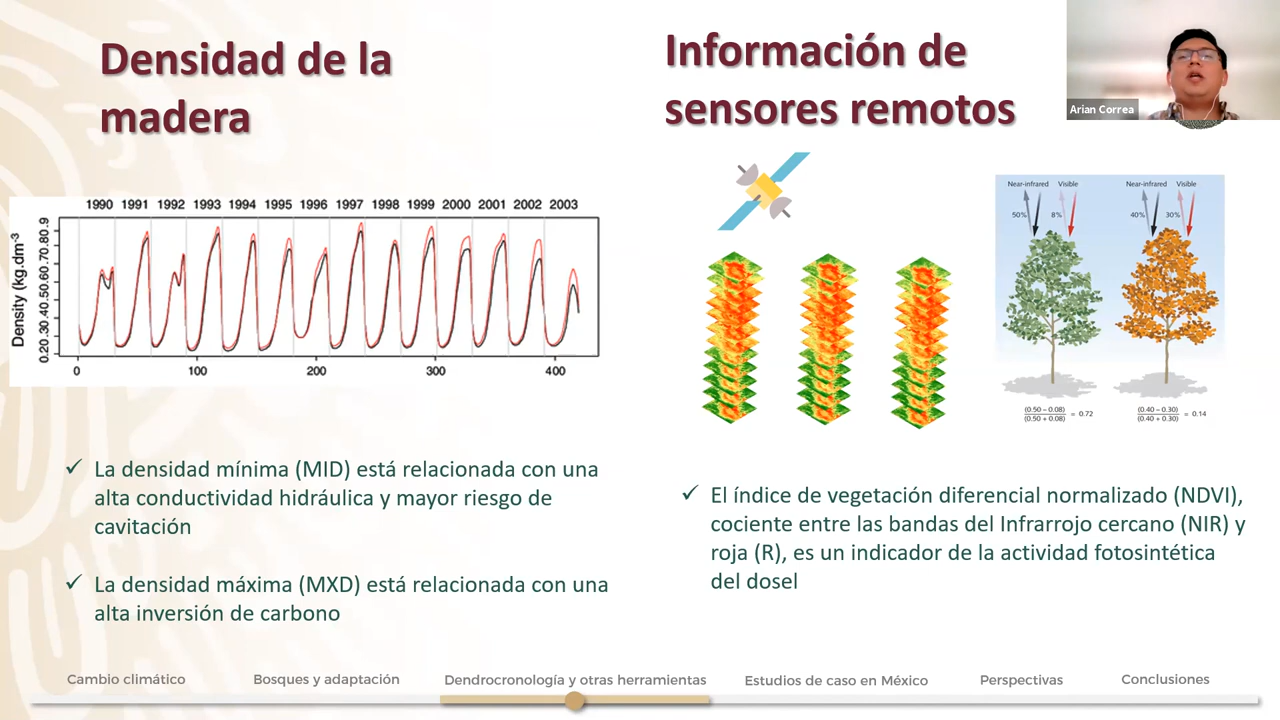 Densidad de la
madera
Información de
sensores remotos
Arian Correa
1990 1991 1992 1993 1994 1995 1996 1997 1998 1999 2000 2001 2002 2003
Density (kg.dm-3
0.20.30.40.50.60.70.80.9
0 100 200 300 400
Near-infrared Visible Near-infrared Visible
50% 8% 40% 30%
(0.50 – 0.08)
(0.50 + 0.08) = 0.72
(0.40 – 0.30)
(0.40 + 0.30) = 0.14
✓ La densidad mínima (MID) está relacionada con una
alta conductividad hidráulica y mayor riesgo de
cavitación
✓ La densidad máxima (MXD) está relacionada con una
alta inversión de carbono
✓ El índice de vegetación diferencial normalizado (NDVI),
cociente entre las bandas del Infrarrojo cercano (NIR) y
roja (R), es un indicador de la actividad fotosintética
del dosel
Cambio climático Bosques y adaptación Dendrocronología y otras herramientas Estudios de caso en México Perspectivas Conclusiones